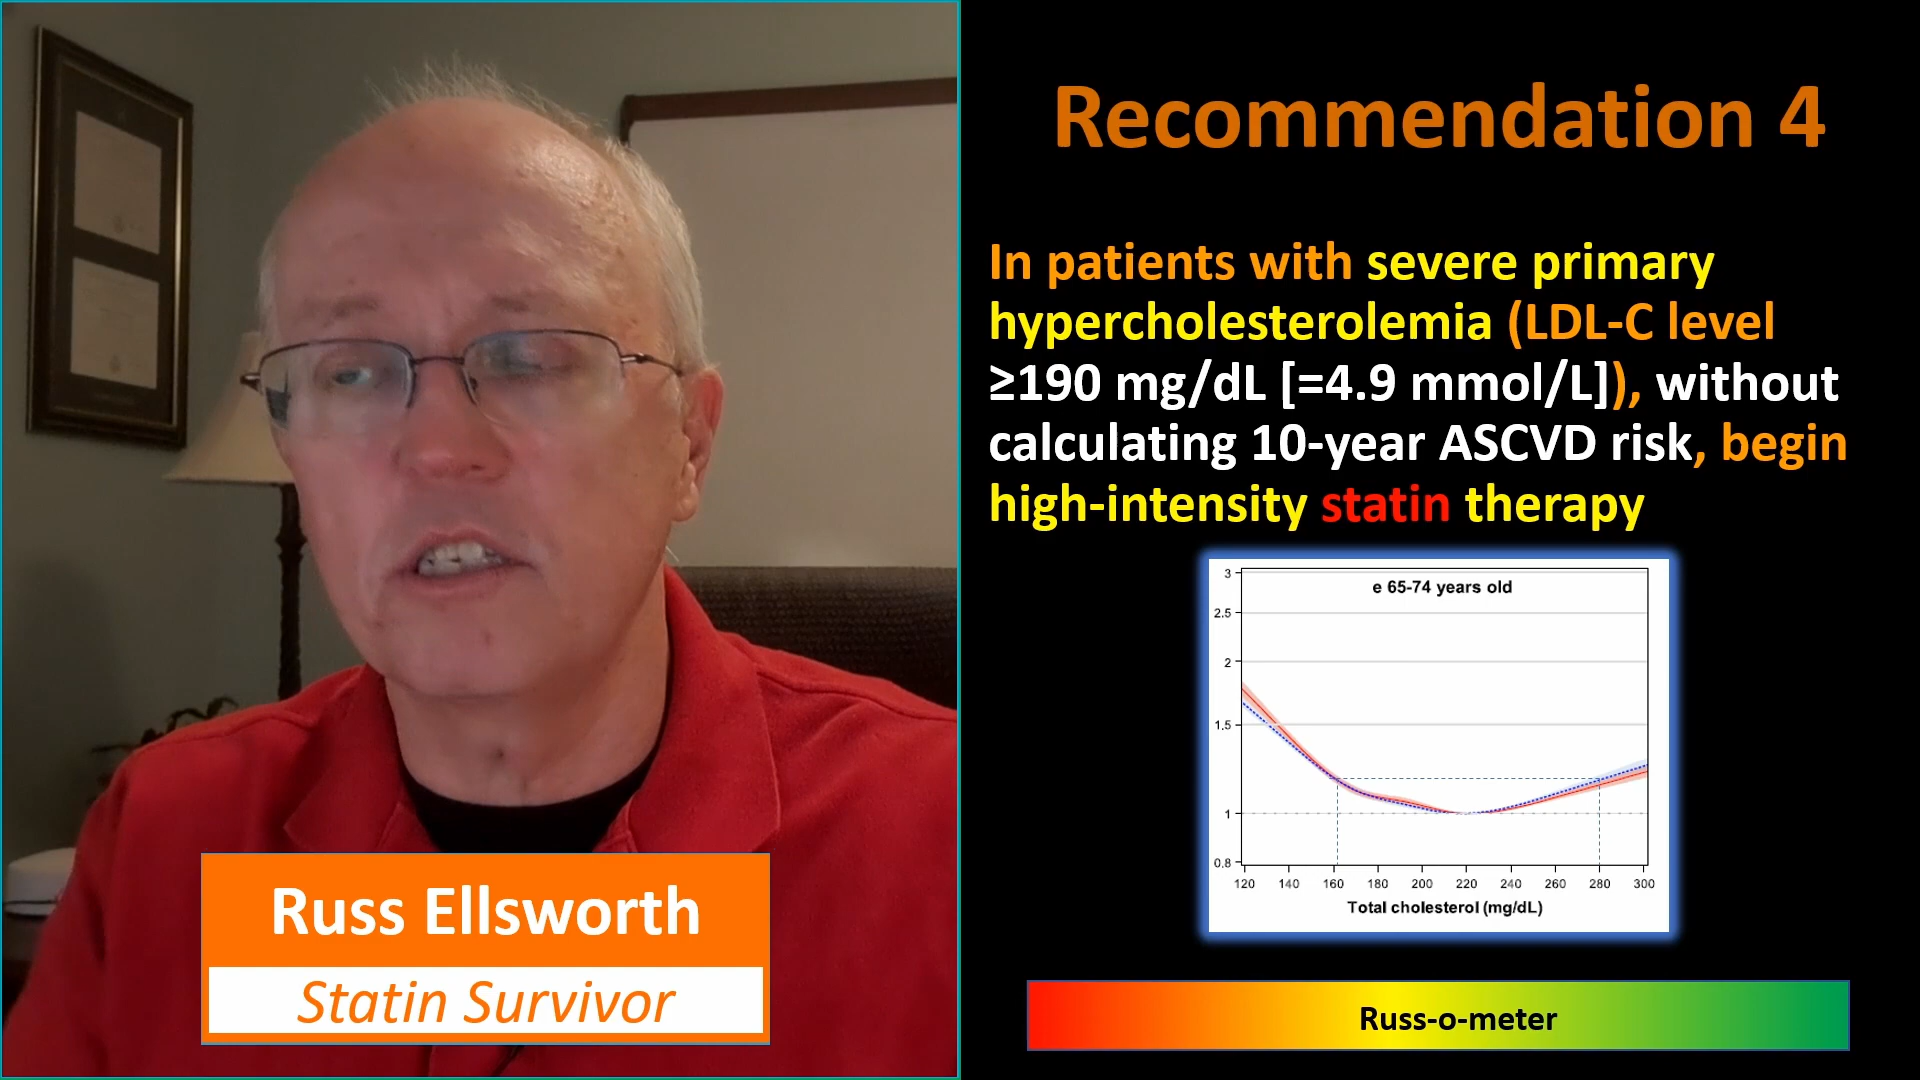 Recommendation 4
In patients with severe primary
hypercholesterolemia (LDL-C level
≥190 mg/dL [=4.9 mmol/L]), without
calculating 10-year ASCVD risk, begin
high-intensity statin therapy
e 65-74 years old
3
2.5
2
1.5
1
0.8
120 140 160 180 200 220 240 260 280 300
Total cholesterol (mg/dL)
Russ-o-meter
Russ Ellsworth
Statin Survivor